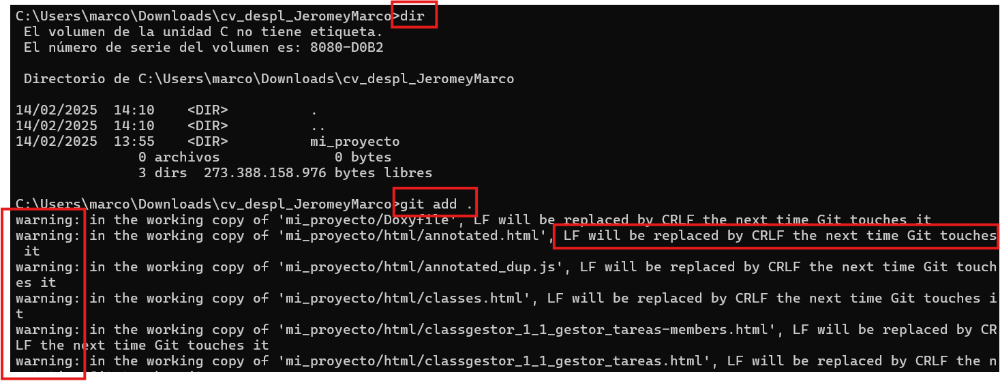 C:\Users\marco\Downloads\cv_despl_JeromeyMarco>dir
 El volumen de la unidad C no tiene etiqueta.
 El número de serie del volumen es: 8080-D0B2

 Directorio de C:\Users\marco\Downloads\cv_despl_JeromeyMarco

14/02/2025  14:10    <DIR>          .
14/02/2025  14:10    <DIR>          ..
14/02/2025  13:55    <DIR>          mi_proyecto
               0 archivos              0 bytes
               3 dirs  273.388.158.976 bytes libres

C:\Users\marco\Downloads\cv_despl_JeromeyMarco>git add .
warning: in the working copy of 'mi_proyecto/Doxyfile', LF will be replaced by CRLF the next time Git touches it
warning: in the working copy of 'mi_proyecto/html/annotated.html', LF will be replaced by CRLF the next time Git touches
 it
warning: in the working copy of 'mi_proyecto/html/annotated_dup.js', LF will be replaced by CRLF the next time Git touch
es it
warning: in the working copy of 'mi_proyecto/html/classes.html', LF will be replaced by CRLF the next time Git touches i
t
warning: in the working copy of 'mi_proyecto/html/classgestor_1_1_gestor_tareas-members.html', LF will be replaced by CR
LF the next time Git touches it
warning: in the working copy of 'mi_proyecto/html/classgestor_1_1_gestor_tareas.html', LF will be replaced by CRLF the n